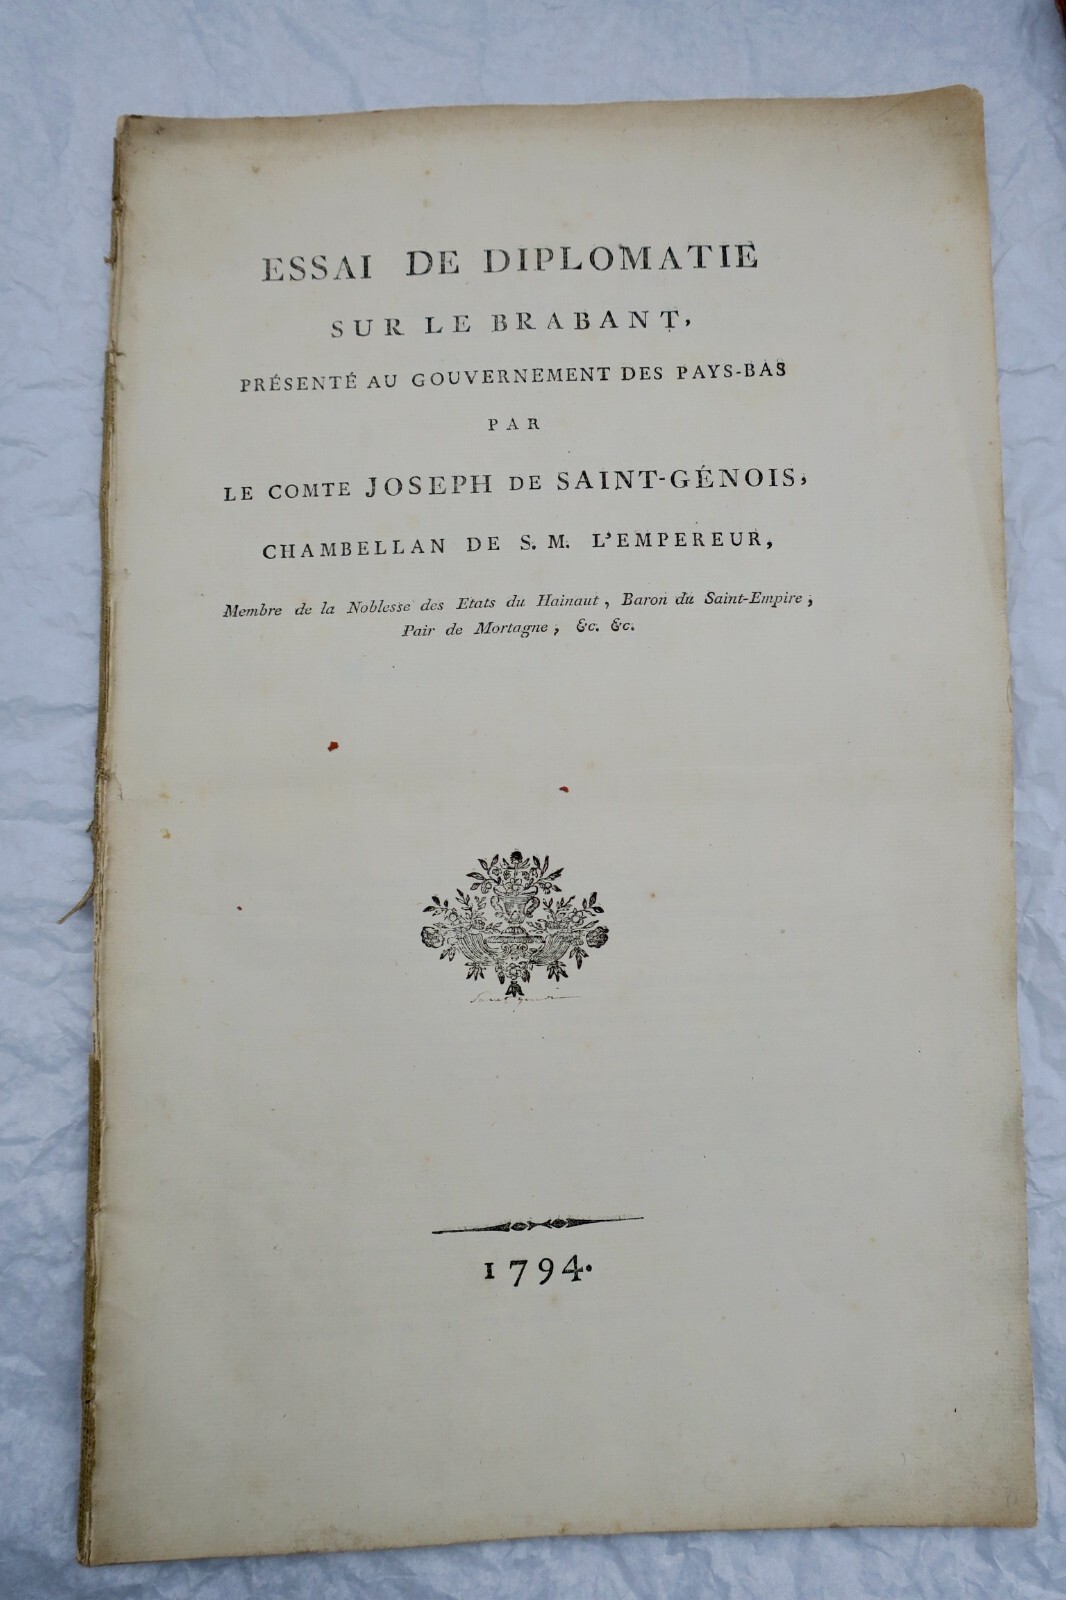 ESSAI DE DIPLOMATIE
SUR LE BRABANT,
PRÉSENTÉ AU GOUVERNEMENT DES PAYS-BAS
PAR
LE COMTE JOSEPH DE SAINT-GÉNOIS,
CHAMBELLAN DE S. M. L'EMPEREUR,
Membre de la Noblesse des Etats du Hainaut, Baron du Saint-Empire,
Pair de Mortagne, &c. &c.
1794.